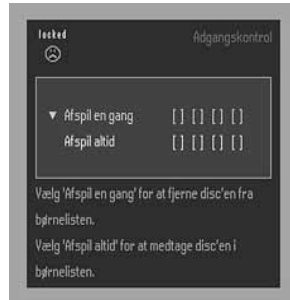 locked
Adgangskontrol
▼ Afspil en gang [ ] [ ] [ ] [ ]
Afspil altid [ ] [ ] [ ] [ ]
Vælg 'Afspil en gang' for at fjerne disc'en fra
børnelisten.
Vælg 'Afspil altid' for at medtage disc'en i
børnelisten.